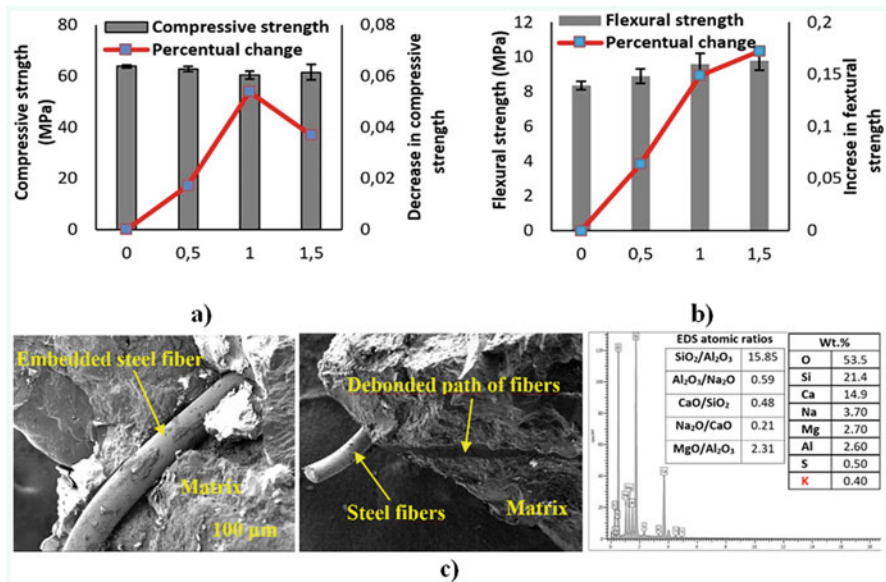 80
60
40
20
0
Compressive strngth
(MPa)
Compressive strength
Percentual change
0,08
0,06
0,04
0,02
0
Decrease in compressive
strength
0
0,5
1
1,5
a)
12
10
8
6
4
2
0
Flexural strength (MPa)
Flexural strength
Percentual change
0,2
0,15
0,1
0,05
0
Increse in fextural
strength
0
0,5
1
1,5
b)
Embedded steel fiber
Matrix
100 µm
Debonded path of fibers
Steel fibers
Matrix
EDS atomic ratios
SiO₂/Al₂O₃ 15.85
Al₂O₃/Na₂O 0.59
CaO/SiO₂ 0.48
Na₂O/CaO 0.21
MgO/Al₂O₃ 2.31
Wt.%
O 53.5
Si 21.4
Ca 14.9
Na 3.70
Mg 2.70
Al 2.60
S 0.50
K 0.40
c)